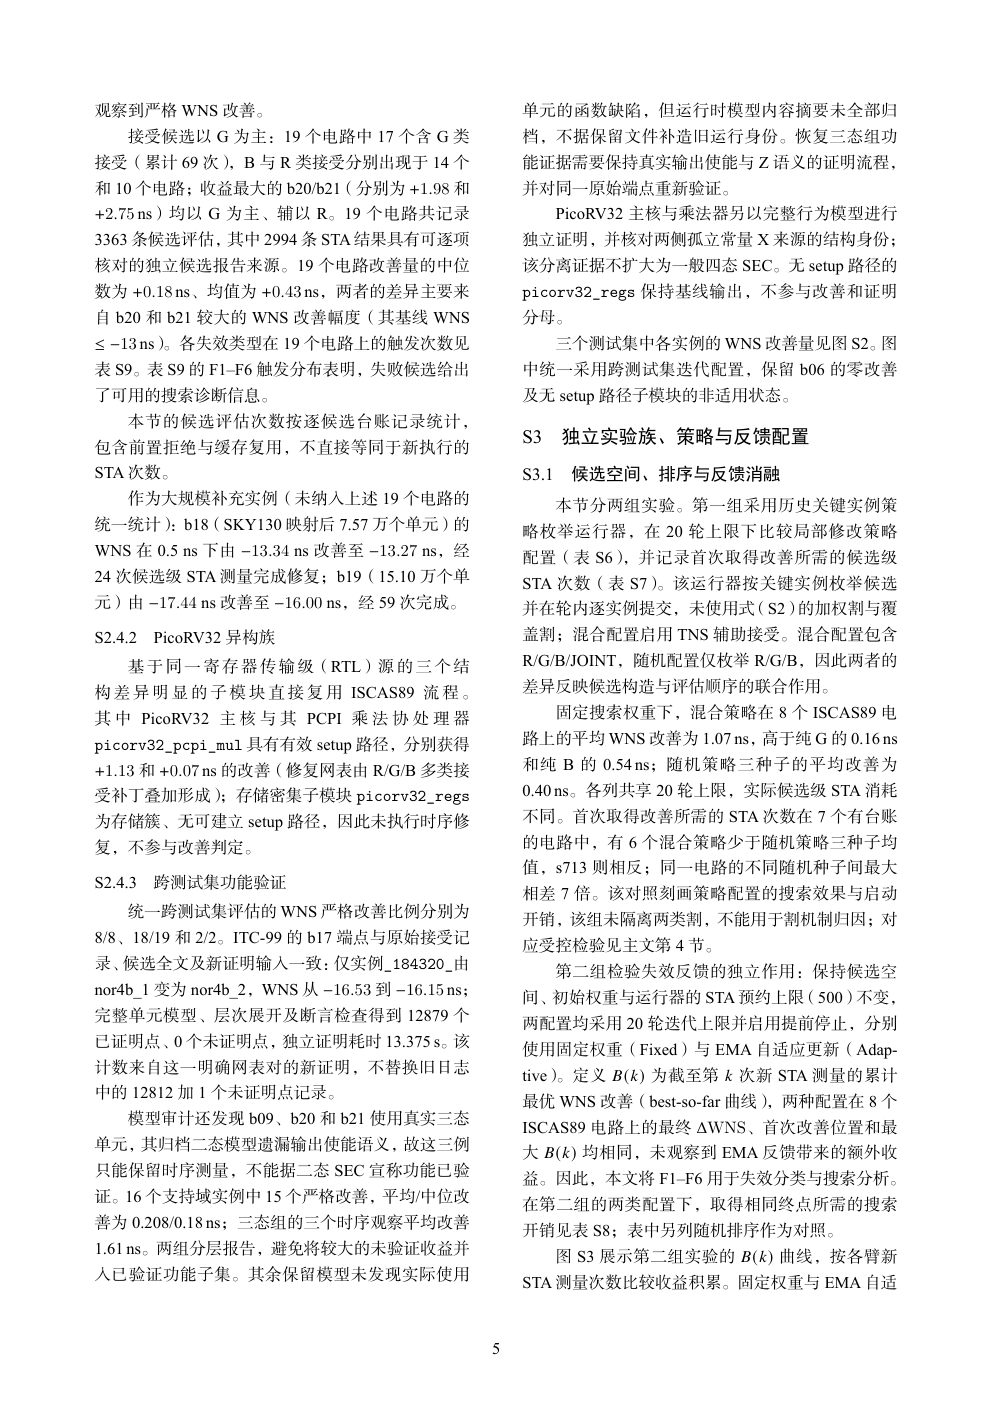 观察到严格 WNS 改善。
接受候选以 G 为主：19 个电路中 17 个含 G 类
接受（累计 69 次），B 与 R 类接受分别出现于 14 个
和 10 个电路；收益最大的 b20/b21（分别为 +1.98 和
+2.75 ns）均以 G 为主、辅以 R。19 个电路共记录
3363 条候选评估，其中 2994 条 STA 结果具有可逐项
核对的独立候选报告来源。19 个电路改善量的中位
数为 +0.18 ns、均值为 +0.43 ns，两者的差异主要来
自 b20 和 b21 较大的 WNS 改善幅度（其基线 WNS
≤ −13 ns）。各失效类型在 19 个电路上的触发次数见
表 S9。表 S9 的 F1–F6 触发分布表明，失败候选给出
了可用的搜索诊断信息。
本节的候选评估次数按逐候选台账记录统计，
包含前置拒绝与缓存复用，不直接等同于新执行的
STA 次数。
作为大规模补充实例（未纳入上述 19 个电路的
统一统计）：b18（SKY130 映射后 7.57 万个单元）的
WNS 在 0.5 ns 下由 −13.34 ns 改善至 −13.27 ns，经
24 次候选级 STA 测量完成修复；b19（15.10 万个单
元）由 −17.44 ns 改善至 −16.00 ns，经 59 次完成。
S2.4.2 PicoRV32 异构族
基于同一寄存器传输级（RTL）源的三个结
构差异明显的子模块直接复用 ISCAS89 流程。
其中 PicoRV32 主核与其 PCPI 乘法协处理器
picorv32_pcpi_mul 具有有效 setup 路径，分别获得
+1.13 和 +0.07 ns 的改善（修复网表由 R/G/B 多类接
受补丁叠加形成）；存储密集子模块 picorv32_regs
为存储簇、无可建立 setup 路径，因此未执行时序修
复，不参与改善判定。
S2.4.3 跨测试集功能验证
统一跨测试集评估的 WNS 严格改善比例分别为
8/8、18/19 和 2/2。ITC-99 的 b17 端点与原始接受记
录、候选全文及新证明输入一致：仅实例_184320_由
nor4b_1 变为 nor4b_2，WNS 从 −16.53 到 −16.15 ns；
完整单元模型、层次展开及断言检查得到 12879 个
已证明点、0 个未证明点，独立证明耗时 13.375 s。该
计数来自这一明确网表对的新证明，不替换旧日志
中的 12812 加 1 个未证明点记录。
模型审计还发现 b09、b20 和 b21 使用真实三态
单元，其归档二态模型遗漏输出使能语义，故这三例
只能保留时序测量，不能据二态 SEC 宣称功能已验
证。16 个支持域实例中 15 个严格改善，平均/中位改
善为 0.208/0.18 ns；三态组的三个时序观察平均改善
1.61 ns。两组分层报告，避免将较大的未验证收益并
入已验证功能子集。其余保留模型未发现实际使用
单元的函数缺陷，但运行时模型内容摘要未全部归
档，不据保留文件补造旧运行身份。恢复三态组功
能证据需要保持真实输出使能与 Z 语义的证明流程，
并对同一原始端点重新验证。
PicoRV32 主核与乘法器另以完整行为模型进行
独立证明，并核对两侧孤立常量 X 来源的结构身份；
该分离证据不扩大为一般四态 SEC。无 setup 路径的
picorv32_regs 保持基线输出，不参与改善和证明
分母。
三个测试集中各实例的 WNS 改善量见图 S2。图
中统一采用跨测试集迭代配置，保留 b06 的零改善
及无 setup 路径子模块的非适用状态。
S3 独立实验族、策略与反馈配置
S3.1 候选空间、排序与反馈消融
本节分两组实验。第一组采用历史关键实例策
略枚举运行器，在 20 轮上限下比较局部修改策略
配置（表 S6），并记录首次取得改善所需的候选级
STA 次数（表 S7）。该运行器按关键实例枚举候选
并在轮内逐实例提交，未使用式（S2）的加权割与覆
盖割；混合配置启用 TNS 辅助接受。混合配置包含
R/G/B/JOINT，随机配置仅枚举 R/G/B，因此两者的
差异反映候选构造与评估顺序的联合作用。
固定搜索权重下，混合策略在 8 个 ISCAS89 电
路上的平均 WNS 改善为 1.07 ns，高于纯 G 的 0.16 ns
和纯 B 的 0.54 ns；随机策略三种子的平均改善为
0.40 ns。各列共享 20 轮上限，实际候选级 STA 消耗
不同。首次取得改善所需的 STA 次数在 7 个有台账
的电路中，有 6 个混合策略少于随机策略三种子均
值，s713 则相反；同一电路的不同随机种子间最大
相差 7 倍。该对照刻画策略配置的搜索效果与启动
开销，该组未隔离两类割，不能用于割机制归因；对
应受控检验见主文第 4 节。
第二组检验失效反馈的独立作用：保持候选空
间、初始权重与运行器的 STA 预约上限（500）不变，
两配置均采用 20 轮迭代上限并启用提前停止，分别
使用固定权重（Fixed）与 EMA 自适应更新（Adap-
tive）。定义 B(k) 为截至第 k 次新 STA 测量的累计
最优 WNS 改善（best-so-far 曲线），两种配置在 8 个
ISCAS89 电路上的最终 ΔWNS、首次改善位置和最
大 B(k) 均相同，未观察到 EMA 反馈带来的额外收
益。因此，本文将 F1–F6 用于失效分类与搜索分析。
在第二组的两类配置下，取得相同终点所需的搜索
开销见表 S8；表中另列随机排序作为对照。
图 S3 展示第二组实验的 B(k) 曲线，按各臂新
STA 测量次数比较收益积累。固定权重与 EMA 自适
5